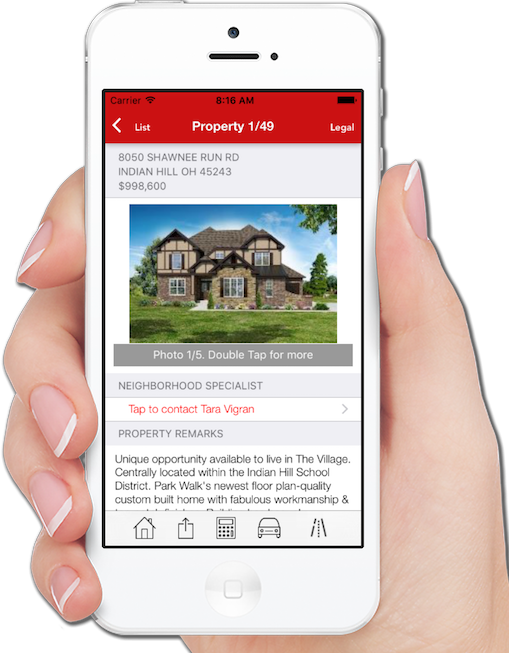 Carrier 8:16 AM
List Property 1/49 Legal
8050 SHAWNEE RUN RD
INDIAN HILL OH 45243
$998,600
Photo 1/5. Double Tap for more
NEIGHBORHOOD SPECIALIST
Tap to contact Tara Vigran
PROPERTY REMARKS
Unique opportunity available to live in The Village.
Centrally located within the Indian Hill School
District. Park Walk's newest floor plan-quality
custom built home with fabulous workmanship &